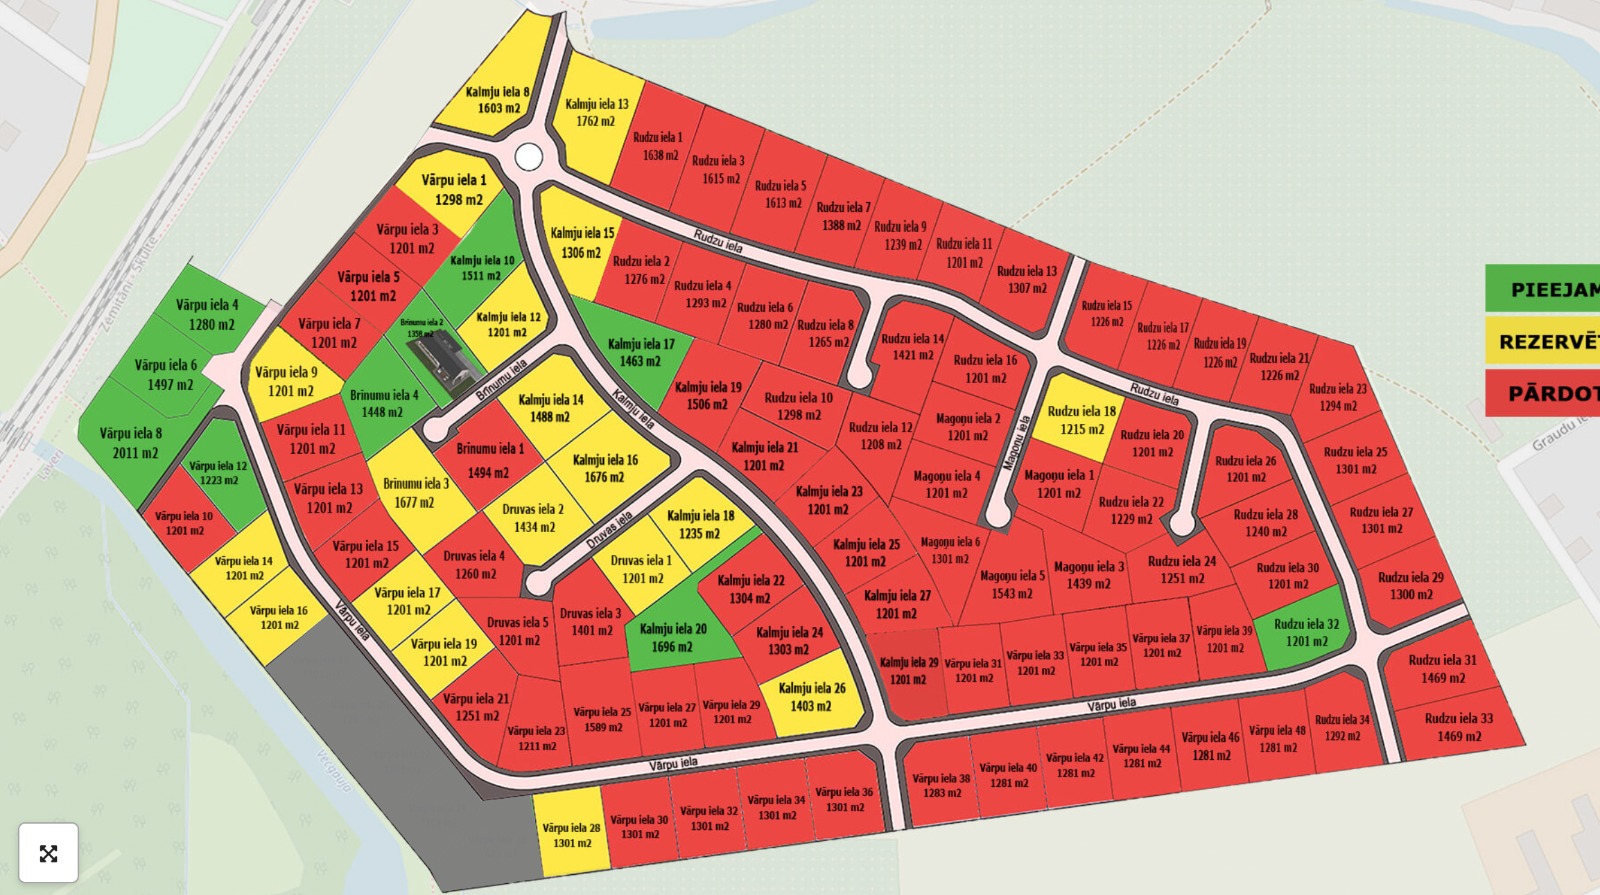 Kalmju iela 8
1603 m2
Kalmju iela 13
1762 m2
Rudzu iela 1
1638 m2
Rudzu iela 3
1615 m2
Rudzu iela 5
1613 m2
Rudzu iela 7
1388 m2
Rudzu iela 9
1239 m2
Rudzu iela 11
1201 m2
Rudzu iela 13
1307 m2
Rudzu iela 15
1226 m2
Rudzu iela 17
1226 m2
Rudzu iela 19
1226 m2
Rudzu iela 21
1226 m2
Rudzu iela 23
1294 m2
Rudzu iela 25
1301 m2
Rudzu iela 27
1301 m2
Rudzu iela 29
1300 m2
Rudzu iela 31
1469 m2
Rudzu iela 33
1469 m2
Vārpu iela 1
1298 m2
Vārpu iela 3
1201 m2
Vārpu iela 5
1201 m2
Vārpu iela 7
1201 m2
Vārpu iela 9
1201 m2
Vārpu iela 11
1201 m2
Vārpu iela 13
1201 m2
Vārpu iela 15
1201 m2
Vārpu iela 17
1201 m2
Vārpu iela 19
1201 m2
Vārpu iela 21
1251 m2
Vārpu iela 23
1211 m2
Vārpu iela 25
1589 m2
Vārpu iela 27
1201 m2
Vārpu iela 29
1201 m2
Vārpu iela 4
1280 m2
Vārpu iela 6
1497 m2
Vārpu iela 8
2011 m2
Vārpu iela 12
1223 m2
Vārpu iela 10
1201 m2
Vārpu iela 14
1201 m2
Vārpu iela 16
1201 m2
Kalmju iela 10
1511 m2
Kalmju iela 12
1201 m2
Brīnumu iela 2
1358 m2
Brīnumu iela 4
1448 m2
Brīnumu iela
Brīnumu iela 1
1494 m2
Brīnumu iela 3
1677 m2
Kalmju iela 14
1488 m2
Kalmju iela 16
1676 m2
Druvas iela 2
1434 m2
Druvas iela 4
1260 m2
Druvas iela
Druvas iela 1
1201 m2
Druvas iela 3
1401 m2
Druvas iela 5
1201 m2
Kalmju iela 18
1235 m2
Kalmju iela 20
1696 m2
Kalmju iela 22
1304 m2
Kalmju iela 24
1303 m2
Kalmju iela 26
1403 m2
Kalmju iela
Kalmju iela 15
1306 m2
Kalmju iela 17
1463 m2
Kalmju iela 19
1506 m2
Kalmju iela 21
1201 m2
Kalmju iela 23
1201 m2
Kalmju iela 25
1201 m2
Kalmju iela 27
1201 m2
Kalmju iela 29
1201 m2
Rudzu iela
Rudzu iela 2
1276 m2
Rudzu iela 4
1293 m2
Rudzu iela 6
1280 m2
Rudzu iela 8
1265 m2
Rudzu iela 10
1298 m2
Rudzu iela 12
1208 m2
Rudzu iela 14
1421 m2
Rudzu iela 16
1201 m2
Magoņu iela 2
1201 m2
Magoņu iela 4
1201 m2
Magoņu iela 6
1301 m2
Magoņu iela 5
1543 m2
Magoņu iela 3
1439 m2
Magoņu iela 1
1201 m2
Magoņu iela
Rudzu iela
Rudzu iela 18
1215 m2
Rudzu iela 20
1201 m2
Rudzu iela 22
1229 m2
Rudzu iela 24
1251 m2
Rudzu iela 26
1201 m2
Rudzu iela 28
1240 m2
Rudzu iela 30
1201 m2
Rudzu iela 32
1201 m2
Vārpu iela 31
1201 m2
Vārpu iela 33
1201 m2
Vārpu iela 35
1201 m2
Vārpu iela 37
1201 m2
Vārpu iela 39
1201 m2
Vārpu iela
Vārpu iela
Vārpu iela
Vārpu iela 28
1301 m2
Vārpu iela 30
1301 m2
Vārpu iela 32
1301 m2
Vārpu iela 34
1301 m2
Vārpu iela 36
1301 m2
Vārpu iela 38
1283 m2
Vārpu iela 40
1281 m2
Vārpu iela 42
1281 m2
Vārpu iela 44
1281 m2
Vārpu iela 46
1281 m2
Vārpu iela 48
1281 m2
Rudzu iela 34
1292 m2
Zemitāni - Skulte
Vecgauja
Graudu ie
PIEEJAM
REZERVĒT
PĀRDOT